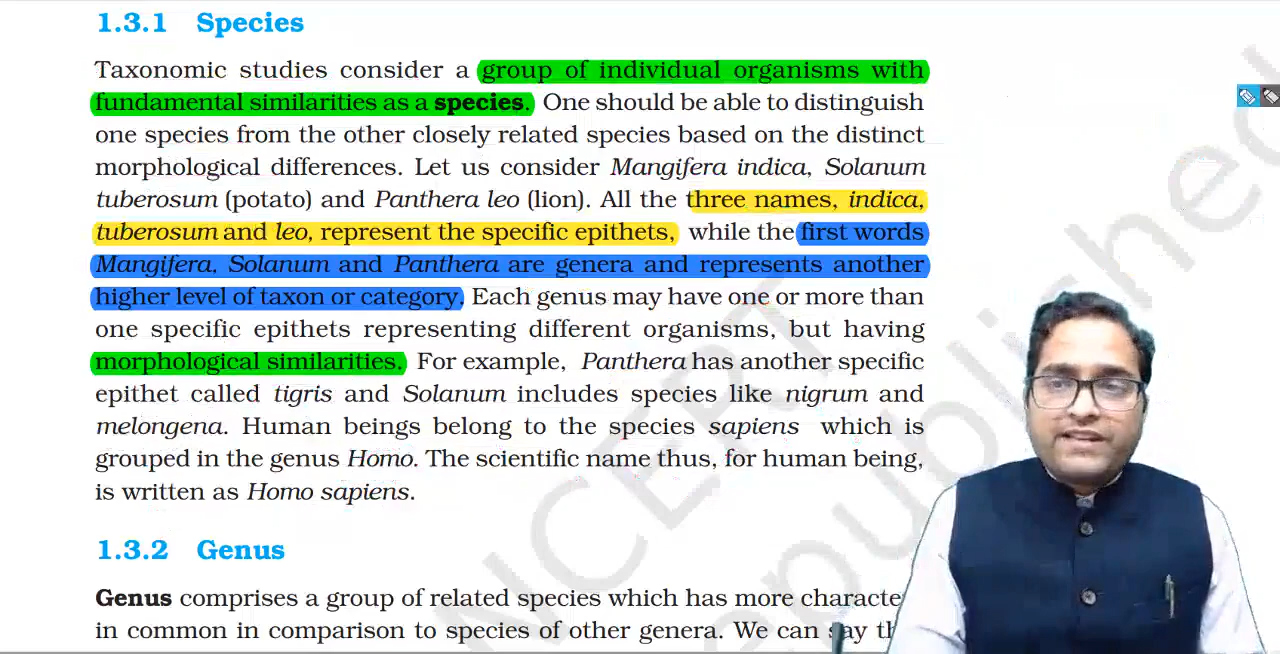 1.3.1 Species
Taxonomic studies consider a group of individual organisms with
fundamental similarities as a species. One should be able to distinguish
one species from the other closely related species based on the distinct
morphological differences. Let us consider Mangifera indica, Solanum
tuberosum (potato) and Panthera leo (lion). All the three names, indica,
tuberosum and leo, represent the specific epithets, while the first words
Mangifera, Solanum and Panthera are genera and represents another
higher level of taxon or category. Each genus may have one or more than
one specific epithets representing different organisms, but having
morphological similarities. For example, Panthera has another specific
epithet called tigris and Solanum includes species like nigrum and
melongena. Human beings belong to the species sapiens which is
grouped in the genus Homo. The scientific name thus, for human being,
is written as Homo sapiens.
1.3.2 Genus
Genus comprises a group of related species which has more
in common in comparison to species of other genera. We can say
NCERT
republished